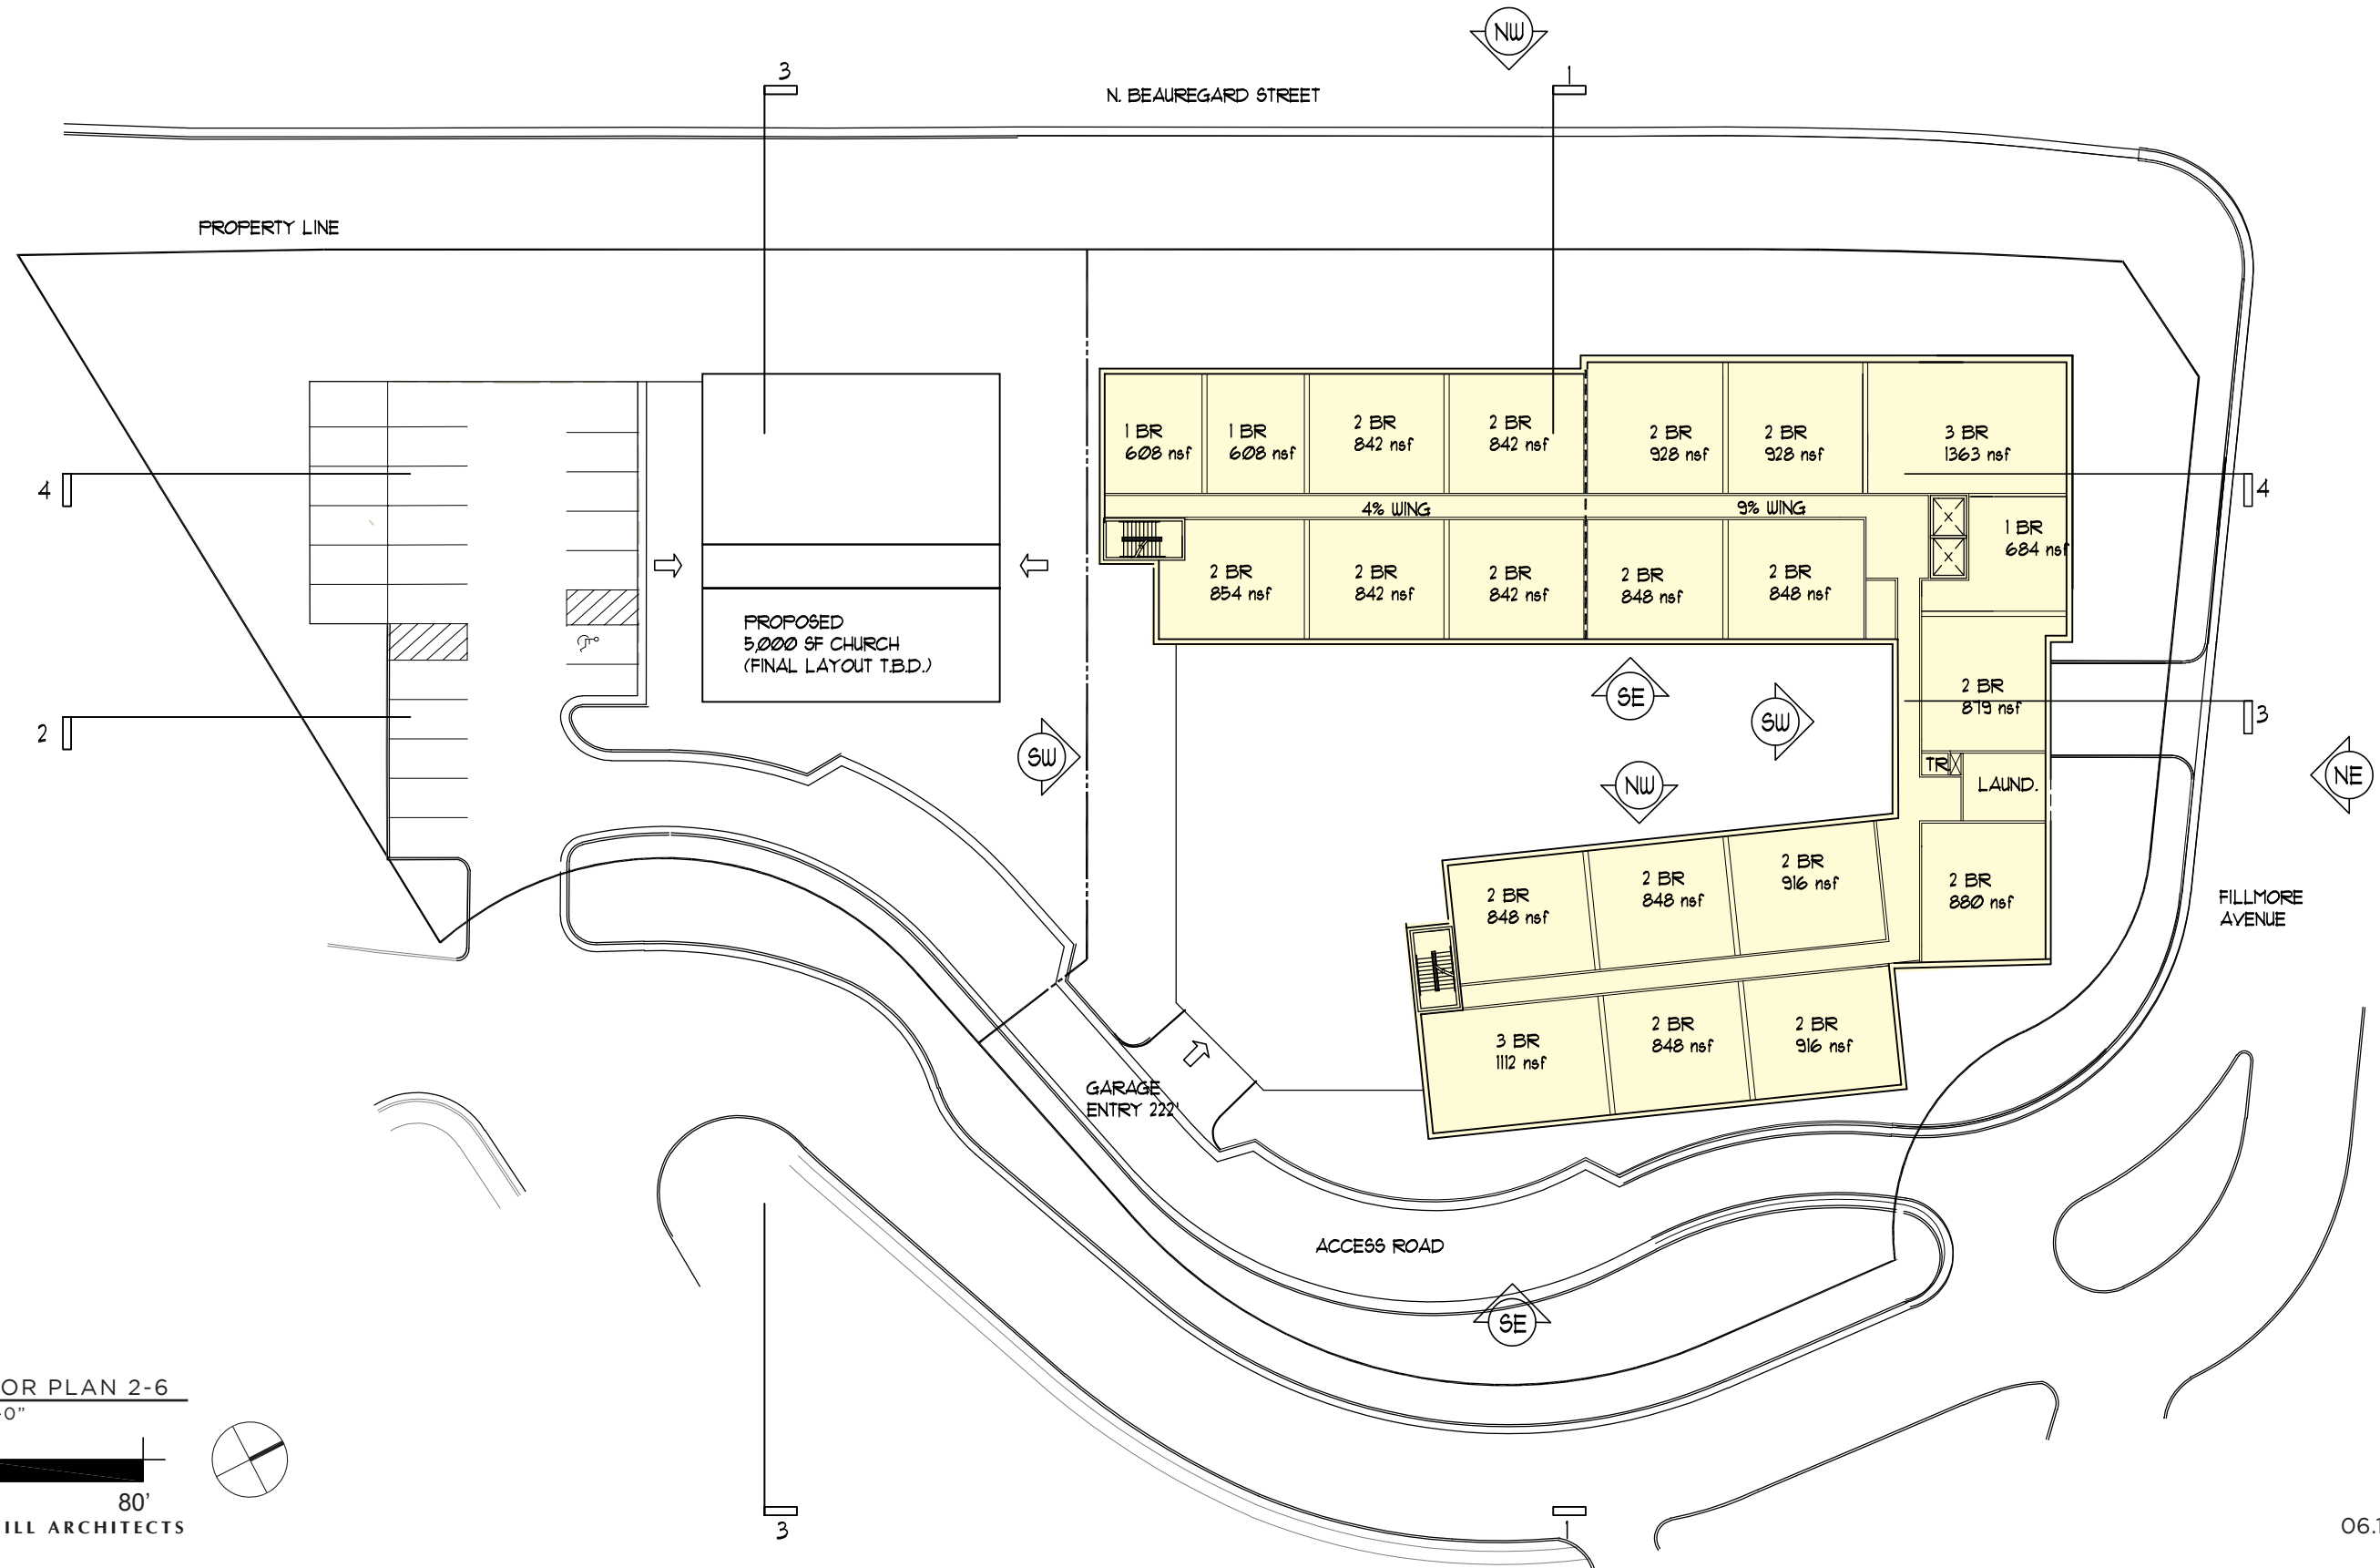 NW
3
1
N. BEAUREGARD STREET
PROPERTY LINE
1 BR
608 nsf
1 BR
608 nsf
2 BR
842 nsf
2 BR
842 nsf
2 BR
928 nsf
2 BR
928 nsf
3 BR
1363 nsf
4
4
4% WING
9% WING
1 BR
684 nsf
2 BR
854 nsf
2 BR
842 nsf
2 BR
842 nsf
2 BR
848 nsf
2 BR
848 nsf
PROPOSED
5,000 SF CHURCH
(FINAL LAYOUT T.B.D.)
SE
SW
2 BR
879 nsf
3
2
SW
NW
TR.
LAUND.
NE
2 BR
848 nsf
2 BR
848 nsf
2 BR
916 nsf
2 BR
880 nsf
FILLMORE
AVENUE
3 BR
1112 nsf
2 BR
848 nsf
2 BR
916 nsf
GARAGE
ENTRY 222'
ACCESS ROAD
SE
OR PLAN 2-6
0"
80'
ILL ARCHITECTS
3
1
06.1